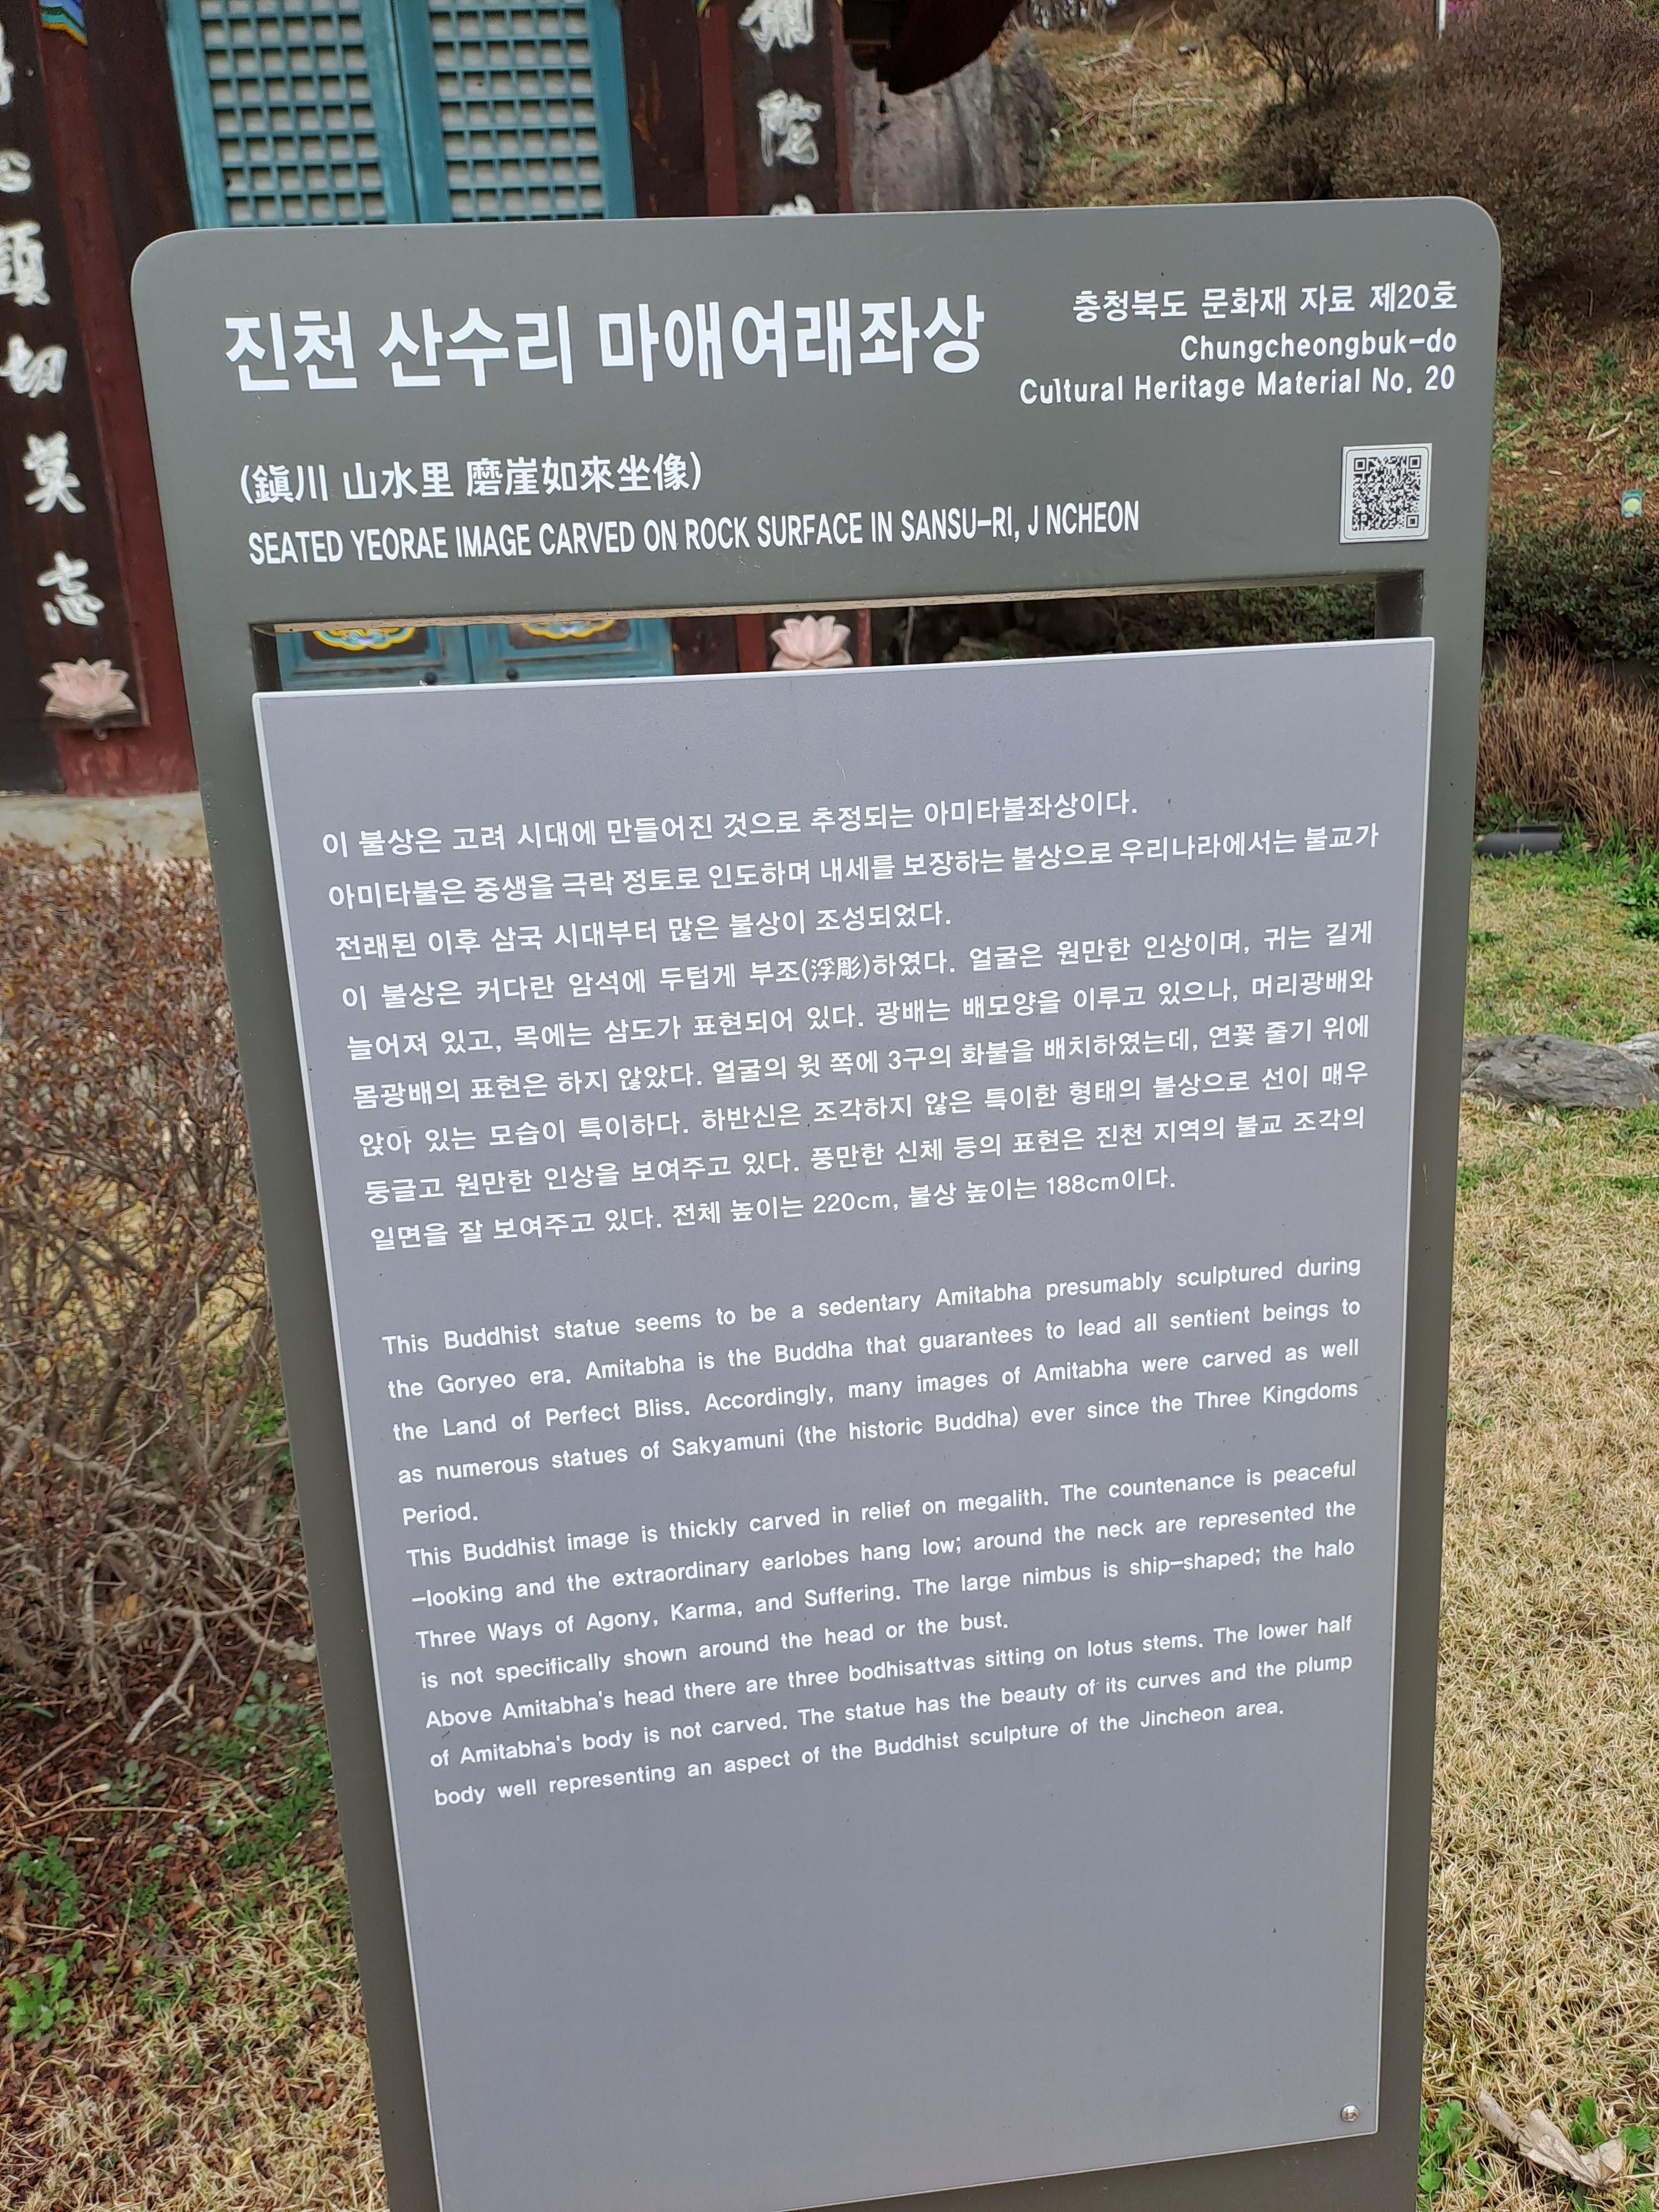 진천 산수리 마애여래좌상
충청북도 문화재 자료 제20호
Chungcheongbuk-do
Cultural Heritage Material No. 20
(鎭川 山水里 磨崖如來坐像)
SEATED YEORAE IMAGE CARVED ON ROCK SURFACE IN SANSU-RI, J NCHEON
이 불상은 고려 시대에 만들어진 것으로 추정되는 아미타불좌상이다.
아미타불은 중생을 극락 정토로 인도하며 내세를 보장하는 불상으로 우리나라에서는 불교가
전래된 이후 삼국 시대부터 많은 불상이 조성되었다.
이 불상은 커다란 암석에 두텁게 부조(浮彫)하였다. 얼굴은 원만한 인상이며, 귀는 길게
늘어져 있고, 목에는 삼도가 표현되어 있다. 광배는 배모양을 이루고 있으나, 머리광배와
몸광배의 표현은 하지 않았다. 얼굴의 윗 쪽에 3구의 화불을 배치하였는데, 연꽃 줄기 위에
앉아 있는 모습이 특이하다. 하반신은 조각하지 않은 특이한 형태의 불상으로 선이 매우
둥글고 원만한 인상을 보여주고 있다. 풍만한 신체 등의 표현은 진천 지역의 불교 조각의
일면을 잘 보여주고 있다. 전체 높이는 220cm, 불상 높이는 188cm이다.
This Buddhist statue seems to be a sedentary Amitabha presumably sculptured during
the Goryeo era. Amitabha is the Buddha that guarantees to lead all sentient beings to
the Land of Perfect Bliss. Accordingly, many images of Amitabha were carved as well
as numerous statues of Sakyamuni (the historic Buddha) ever since the Three Kingdoms
Period.
This Buddhist image is thickly carved in relief on megalith. The countenance is peaceful
-looking and the extraordinary earlobes hang low; around the neck are represented the
Three Ways of Agony, Karma, and Suffering. The large nimbus is ship-shaped; the halo
is not specifically shown around the head or the bust.
Above Amitabha's head there are three bodhisattvas sitting on lotus stems. The lower half
of Amitabha's body is not carved. The statue has the beauty of its curves and the plump
body well representing an aspect of the Buddhist sculpture of the Jincheon area.
頭切莫忘
陀